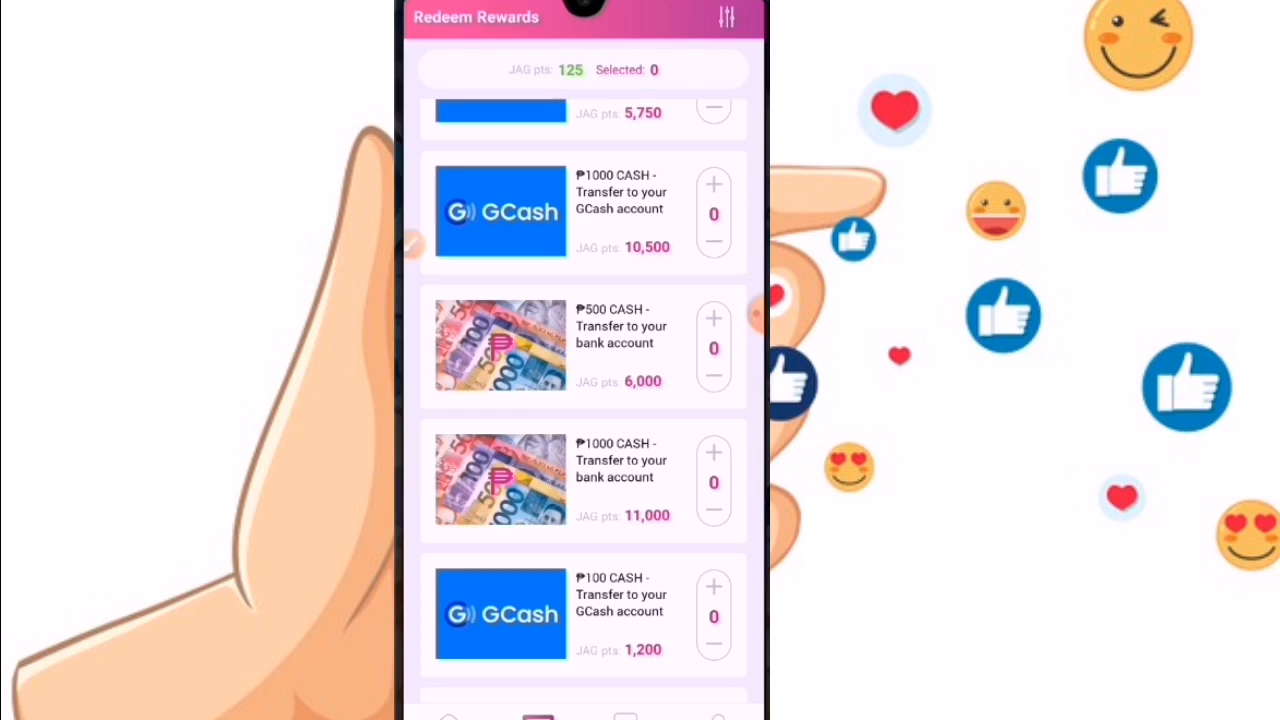 Redeem Rewards
JAG pts: 125 Selected: 0
JAG pts: 5,750
₱1000 CASH -
Transfer to your
GCash account
GCash
0
JAG pts: 10,500
₱500 CASH -
Transfer to your
bank account
0
JAG pts: 6,000
₱1000 CASH -
Transfer to your
bank account
0
JAG pts: 11,000
₱100 CASH -
Transfer to your
GCash account
GCash
0
JAG pts: 1,200